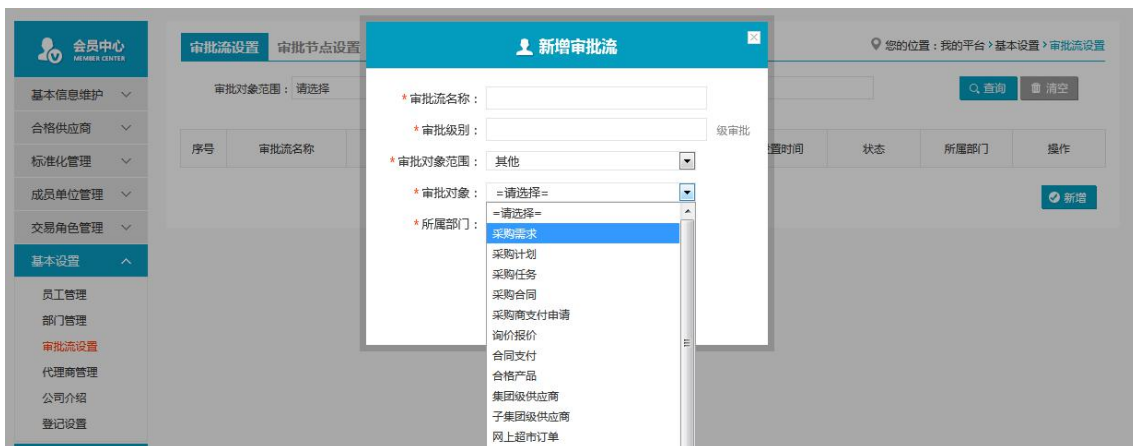 会员中心
MEMBER CENTER
审批流设置 审批节点设置
新增审批流
您的位置：我的平台>基本设置>审批流设置
基本信息维护
审批对象范围：请选择
查询 清空
合格供应商
标准化管理
成员单位管理
交易角色管理
基本设置
员工管理
部门管理
审批流设置
代理商管理
公司介绍
登记设置
序号 审批流名称 置时间 状态 所属部门 操作
新增
*审批流名称：
*审批级别： 级审批
*审批对象范围： 其他
*审批对象： =请选择=
*所属部门：
=请选择=
采购需求
采购计划
采购任务
采购合同
采购商支付申请
询价报价
合同支付
合格产品
集团级供应商
子集团级供应商
网上超市订单